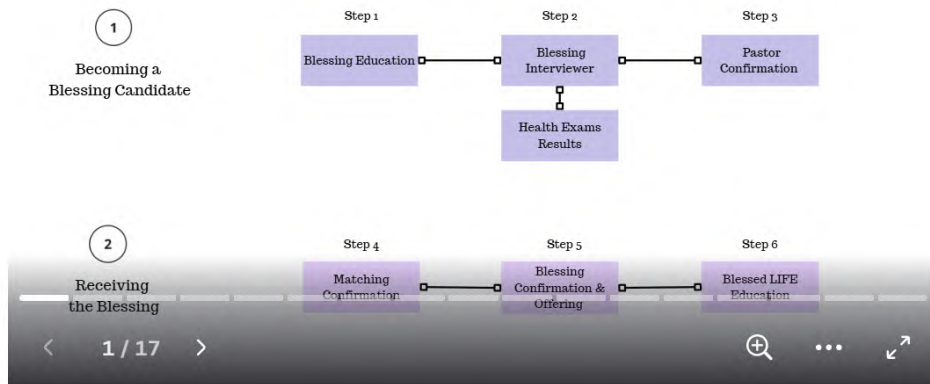 1
Becoming a
Blessing Candidate
Step 1
Blessing Education
Step 2
Blessing
Interviewer
Health Exams
Results
Step 3
Pastor
Confirmation
2
Receiving
the Blessing
Step 4
Matching
Confirmation
Step 5
Blessing
Confirmation &
Offering
Step 6
Blessed LIFE
Education
1 / 17